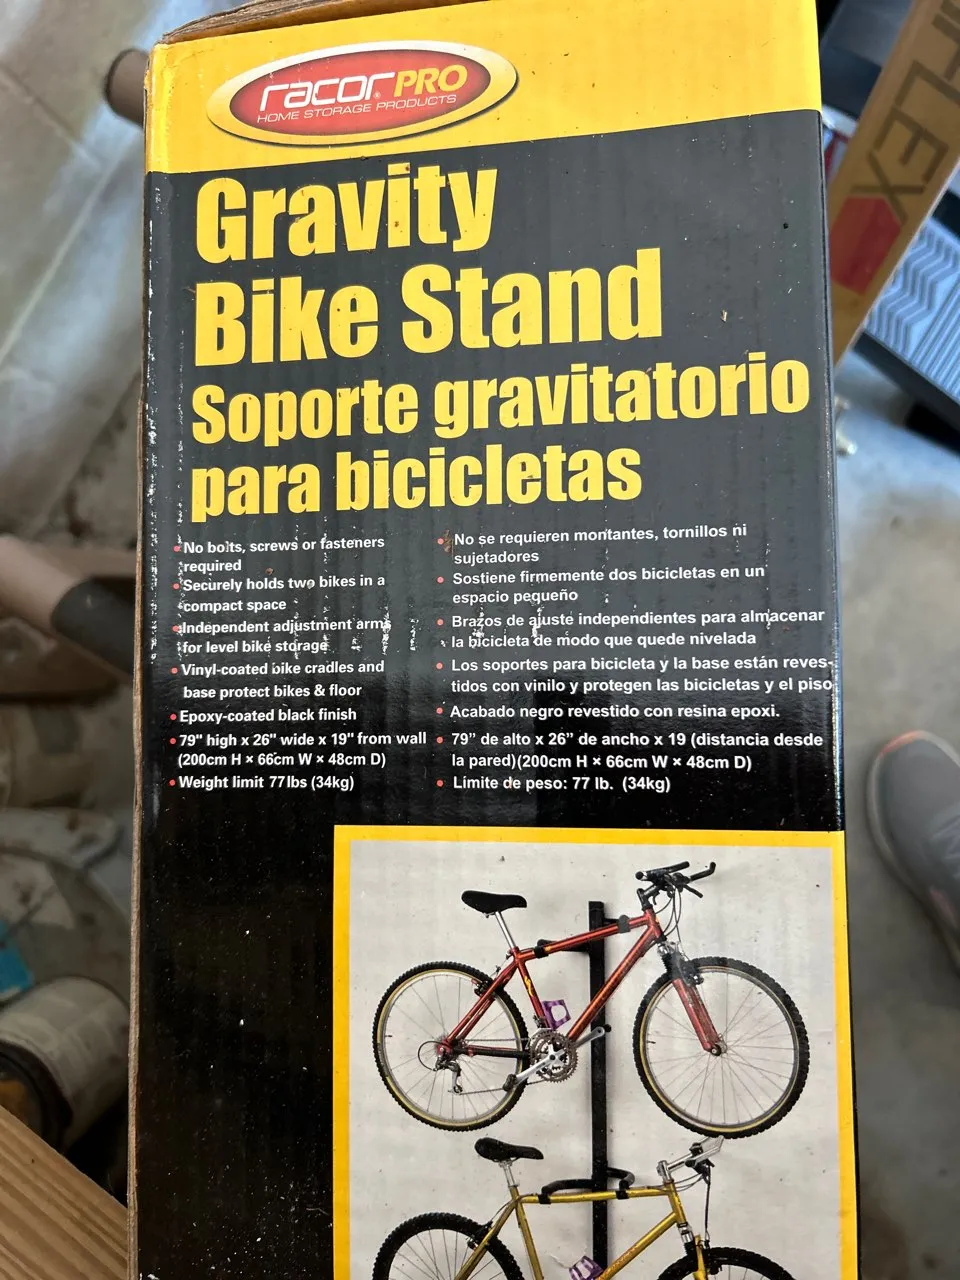 racor PRO
HOME STORAGE PRODUCTS
Gravity
Bike Stand
Soporte gravitatorio
para bicicletas
• No bolts, screws or fasteners
required
• Securely holds two bikes in a
compact space
• Independent adjustment arms
for level bike storage
• Vinyl-coated bike cradles and
base protect bikes & floor
• Epoxy-coated black finish
• 79" high x 26" wide x 19" from wall
(200cm H × 66cm W × 48cm D)
• Weight limit 77lbs (34kg)
• No se requieren montantes, tornillos ni
sujetadores
• Sostiene firmemente dos bicicletas en un
espacio pequeño
• Brazos de ajuste independientes para almacenar
la bicicleta de modo que quede nivelada
• Los soportes para bicicleta y la base están reves-
tidos con vinilo y protegen las bicicletas y el piso
• Acabado negro revestido con resina epoxi.
• 79” de alto x 26” de ancho x 19 (distancia desde
la pared)(200cm H × 66cm W × 48cm D)
• Límite de peso: 77 lb. (34kg)
FLEX